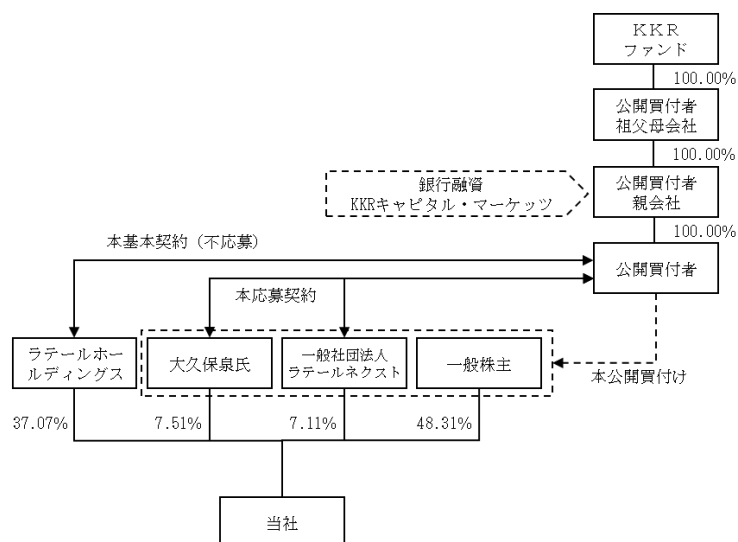 ＫＫＲ
ファンド
100.00%
公開買付者
祖父母会社
100.00%
銀行融資
KKRキャピタル・マーケッツ
公開買付者
親会社
100.00%
本基本契約（不応募）
公開買付者
本応募契約
ラテールホー
ルディングス
大久保泉氏
一般社団法人
ラテールネクスト
一般株主
本公開買付け
37.07%
7.51%
7.11%
48.31%
当社